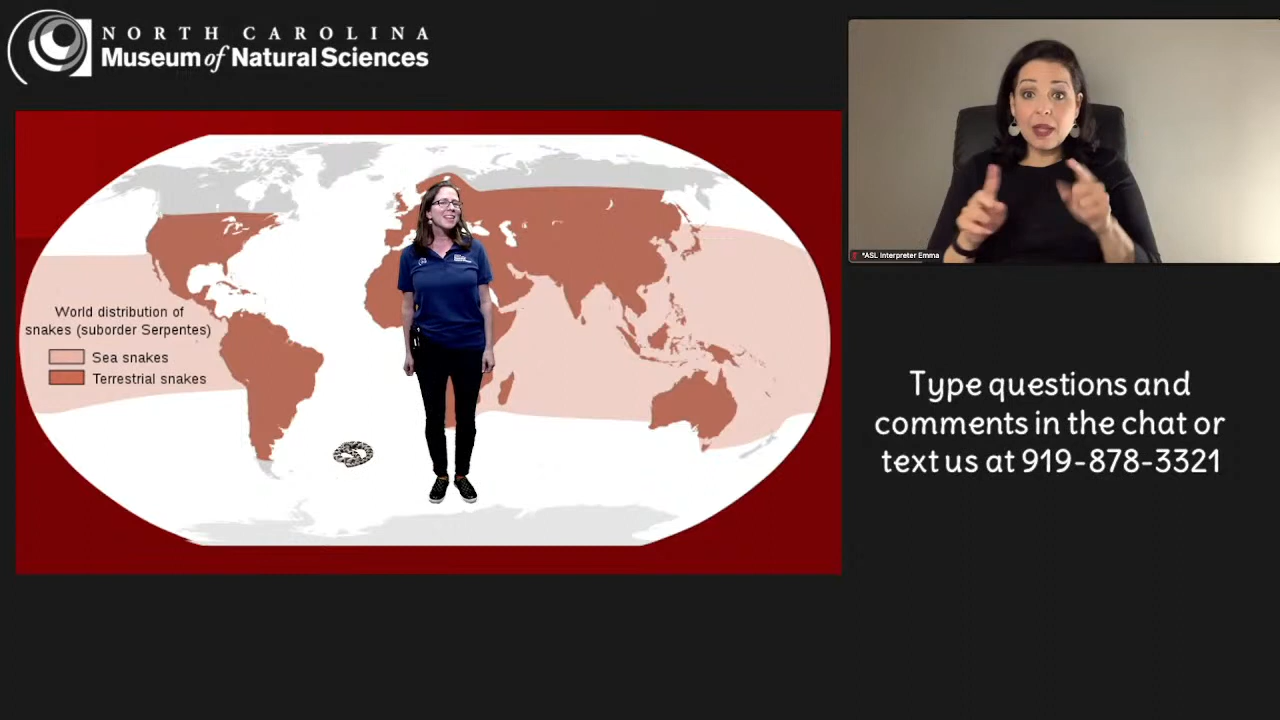 NORTH CAROLINA
Museum of Natural Sciences
*ASL Interpreter Emma
World distribution of
snakes (suborder Serpentes)
Sea snakes
Terrestrial snakes
Type questions and
comments in the chat or
text us at 919-878-3321